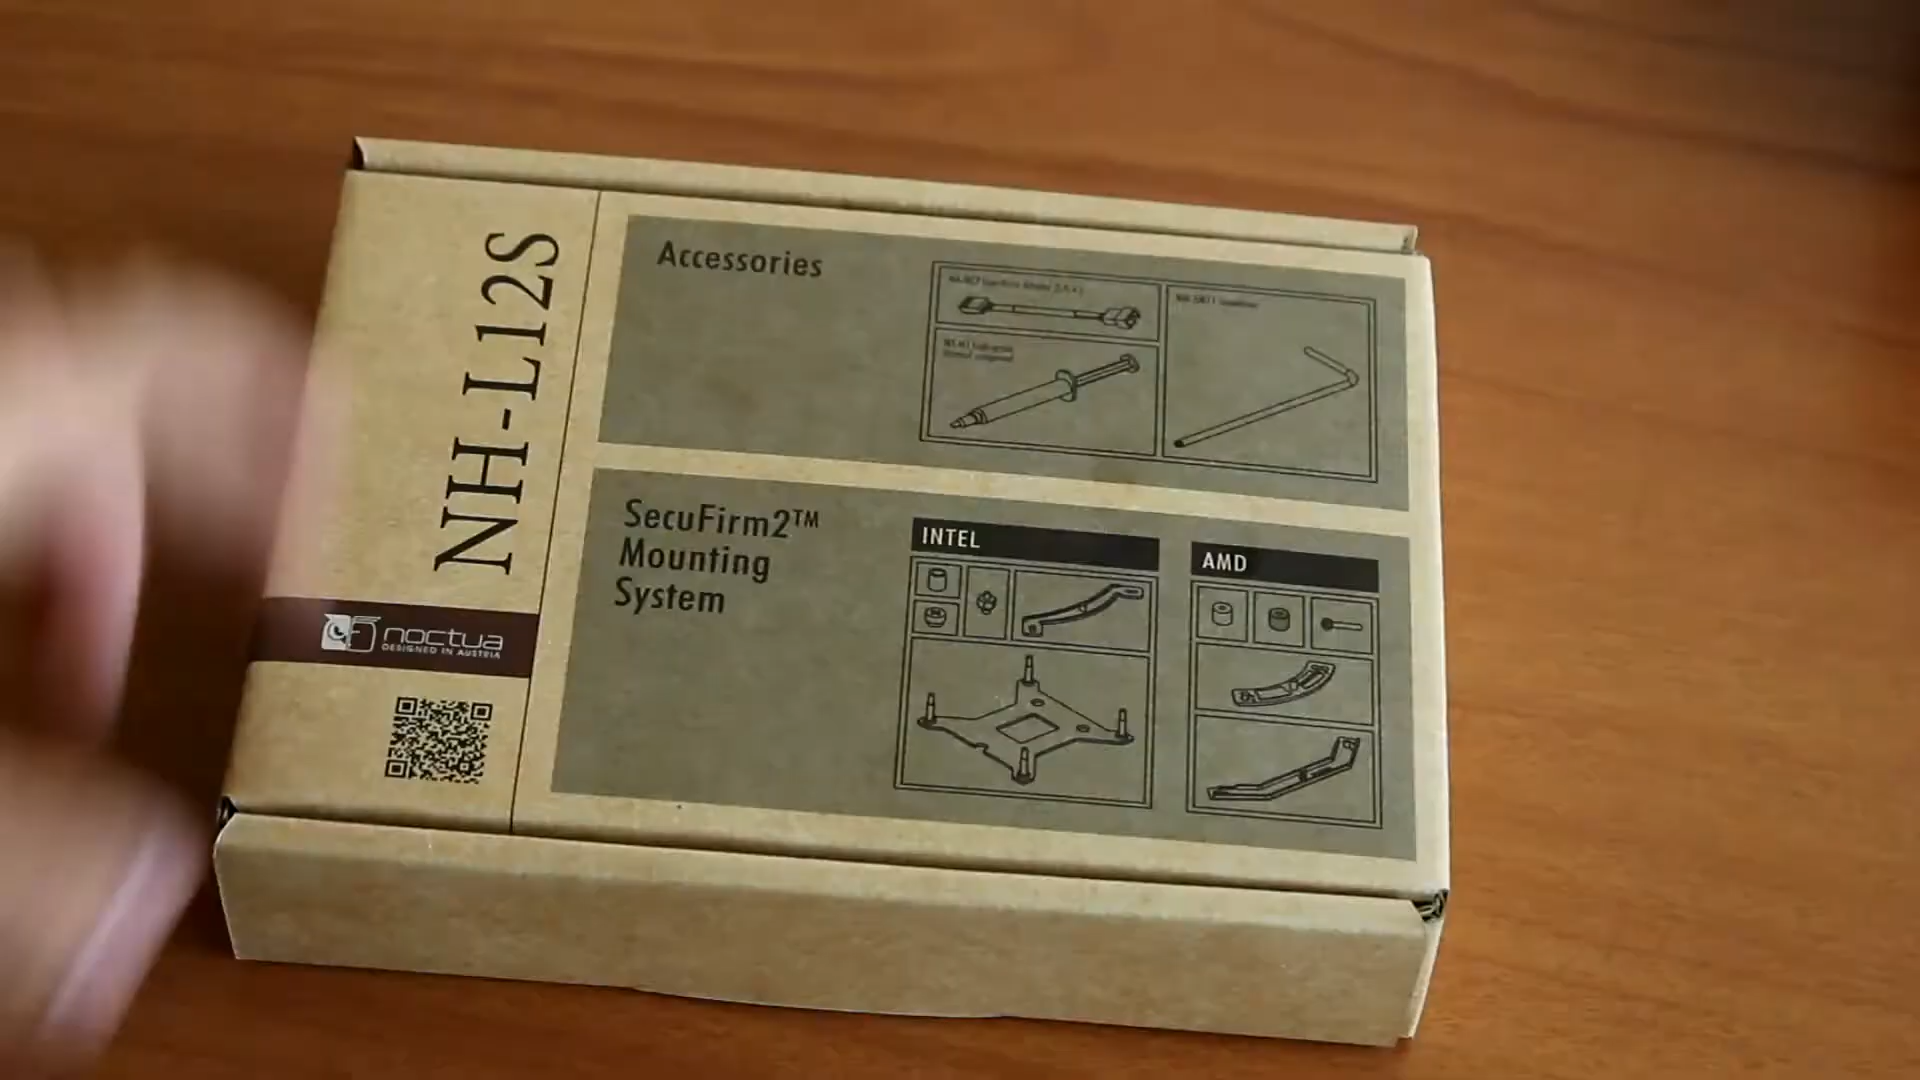 NH-L12S
noctua
DESIGNED IN AUSTRIA
Accessories
SecuFirm2™
Mounting
System
INTEL
AMD